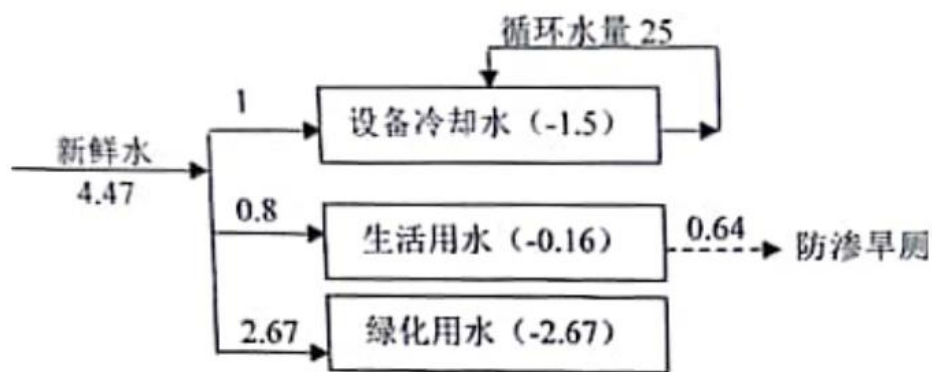 循环水量 25
1
设备冷却水（-1.5）
新鲜水
4.47
0.8
生活用水（-0.16）
0.64
防渗旱厕
2.67
绿化用水（-2.67）